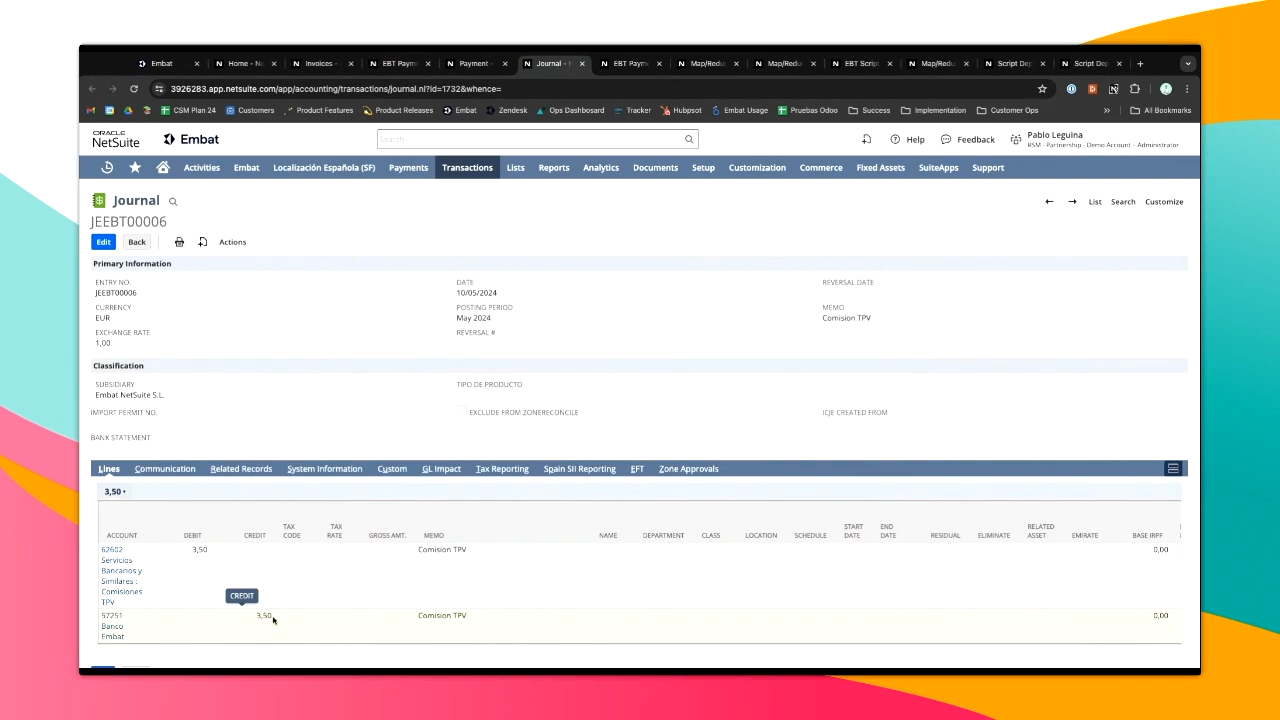 Embat
Home - Ne
Invoices -
EBT Paym
Payment -
Journal -
EBT Paym
Map/Redu
Map/Redu
EBT Script
Map/Redu
Script Dep
Script Dep
3926283.app.netsuite.com/app/accounting/transactions/journal.nl?id=1732&whence=
CSM Plan 24 Customers Product Features Product Releases Embat Zendesk Ops Dashboard Tracker Hubspot Embat Usage Pruebas Odoo Success Implementation Customer Ops » All Bookmarks
ORACLE
NetSuite
Embat
Search
Help
Feedback
Pablo Leguina
RSM - Partnership - Demo Account - Administrator
Activities Embat Localización Española (SF) Payments Transactions Lists Reports Analytics Documents Setup Customization Commerce Fixed Assets SuiteApps Support
Journal
List Search Customize
JEEBT00006
Edit Back Actions
Primary Information
ENTRY NO.
JEEBT00006
DATE
10/05/2024
REVERSAL DATE
CURRENCY
EUR
POSTING PERIOD
May 2024
MEMO
Comision TPV
EXCHANGE RATE
1,00
REVERSAL #
Classification
SUBSIDIARY
Embat NetSuite S.L.
TIPO DE PRODUCTO
IMPORT PERMIT NO.
EXCLUDE FROM ZONERECONCILE
ICJE CREATED FROM
BANK STATEMENT
Lines Communication Related Records System Information Custom GL Impact Tax Reporting Spain SII Reporting EFT Zone Approvals
3,50 •
ACCOUNT DEBIT CREDIT TAX CODE TAX RATE GROSS AMT. MEMO NAME DEPARTMENT CLASS LOCATION SCHEDULE START DATE END DATE RESIDUAL ELIMINATE RELATED ASSET EMIRATE BASE IRPF
62602 3,50 Comision TPV 0,00
Servicios
Bancarios y
Similares :
Comisiones
TPV
CREDIT
57251 3,50 Comision TPV 0,00
Banco
Embat